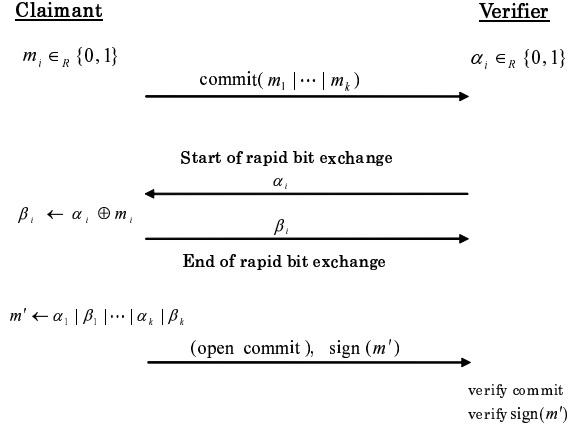 Claimant
Verifier
m_i ∈_R {0,1}
α_i ∈_R {0,1}
commit( m_1 | ⋯ | m_k )
Start of rapid bit exchange
α_i
β_i ← α_i ⊕ m_i
β_i
End of rapid bit exchange
m' ← α_1 | β_1 | ⋯ | α_k | β_k
(open commit), sign (m')
verify commit
verify sign(m')